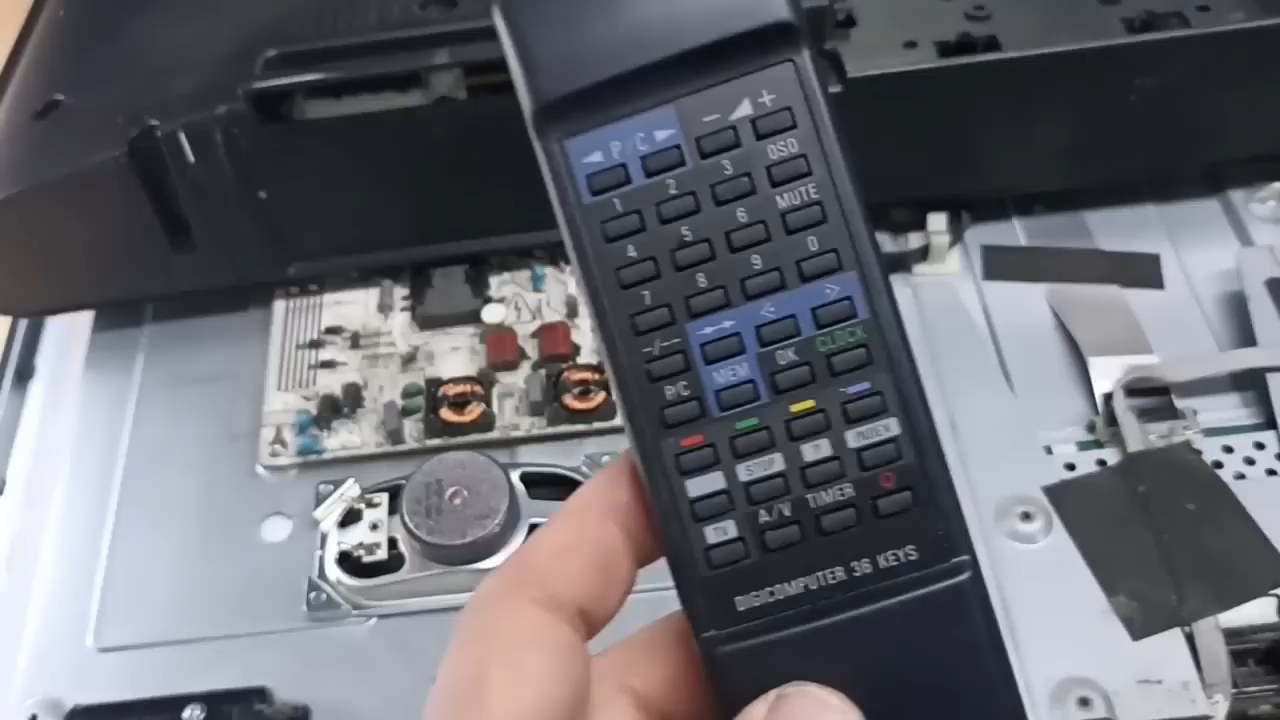 ◄ P/C ► − +
1 2 3 OSD
4 5 6 MUTE
7 8 9 0
-/-- →← <· ·>
P/C MEM OK CLOCK
STOP ? INDEX
TV A/V TIMER
DIGICOMPUTER 36 KEYS